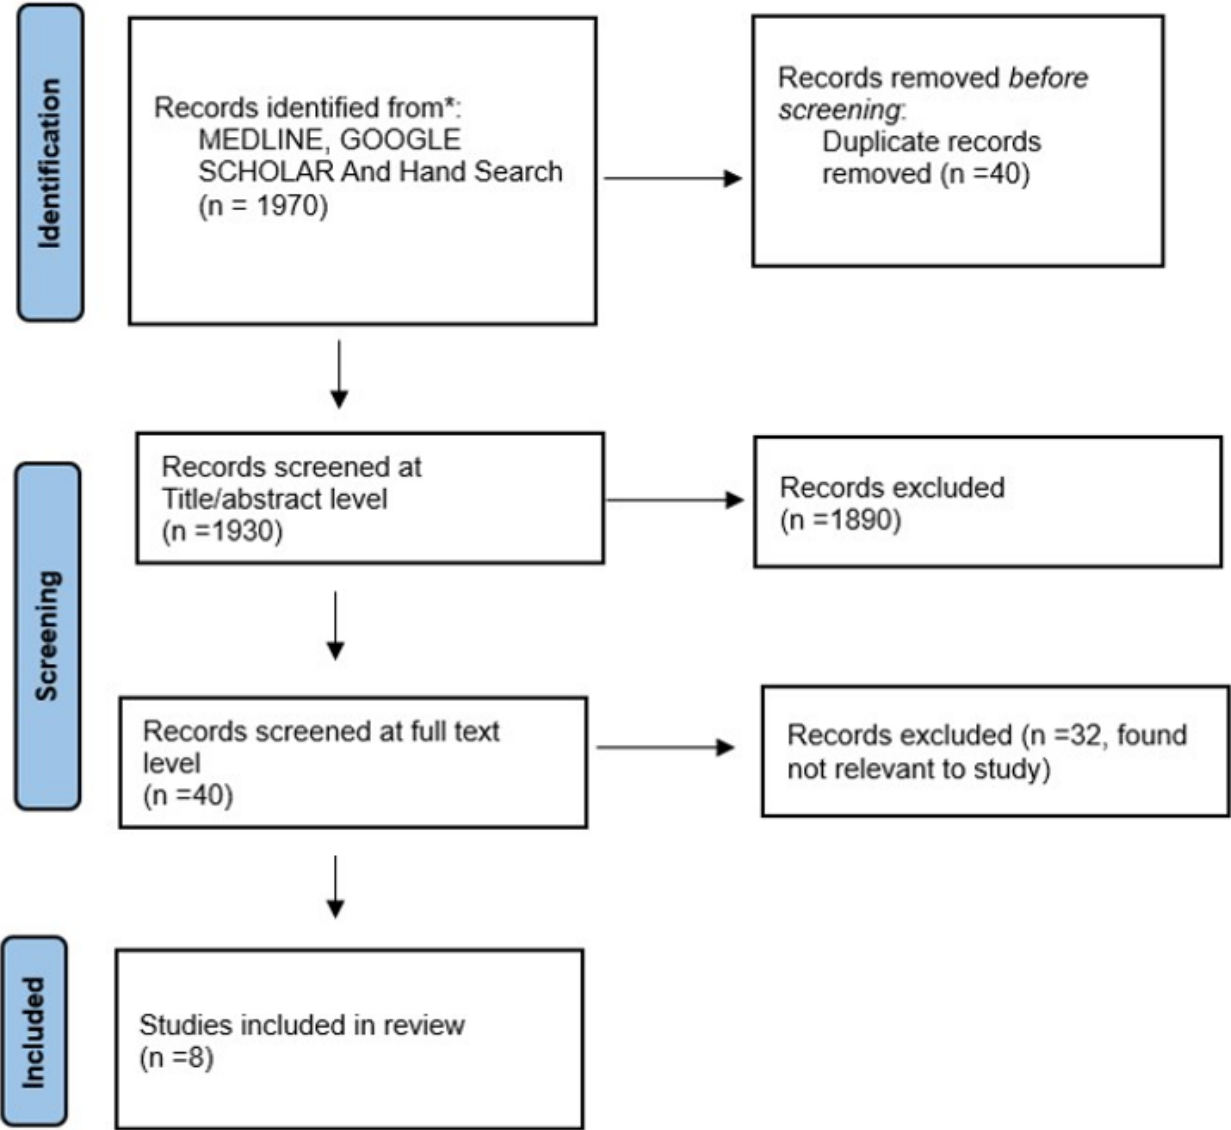 Identification
Records identified from*:
MEDLINE, GOOGLE
SCHOLAR And Hand Search
(n = 1970)
Records removed before
screening:
Duplicate records
removed (n =40)
Screening
Records screened at
Title/abstract level
(n =1930)
Records excluded
(n =1890)
Records screened at full text
level
(n =40)
Records excluded (n =32, found
not relevant to study)
Included
Studies included in review
(n =8)